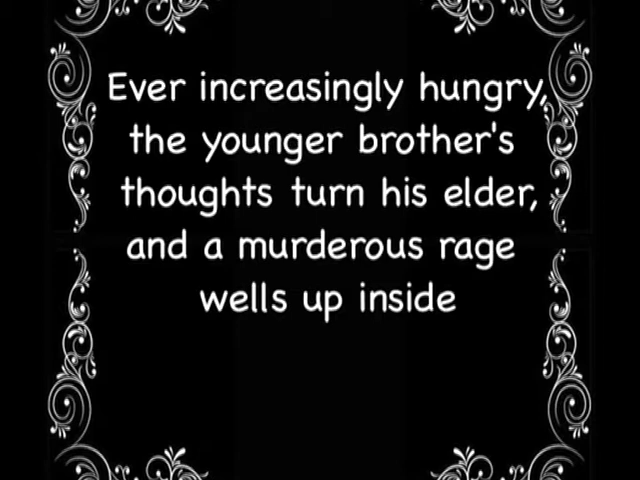 Ever increasingly hungry,
the younger brother's
thoughts turn his elder,
and a murderous rage
wells up inside